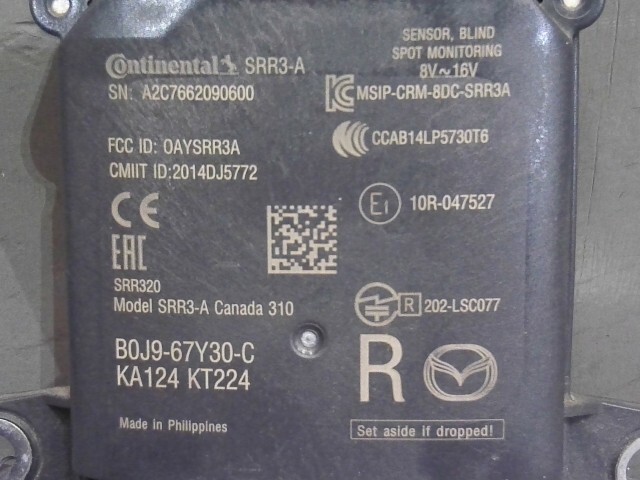 Continental SRR3-A
SENSOR, BLIND
SPOT MONITORING
8V~16V
SN: A2C7662090600
MSIP-CRM-8DC-SRR3A
FCC ID: OAYSRR3A
CCAB14LP5730T6
CMIIT ID:2014DJ5772
CE
E1 10R-047527
EAC
SRR320
Model SRR3-A Canada 310
R 202-LSC077
B0J9-67Y30-C
KA124 KT224
R
Made in Philippines
Set aside if dropped!